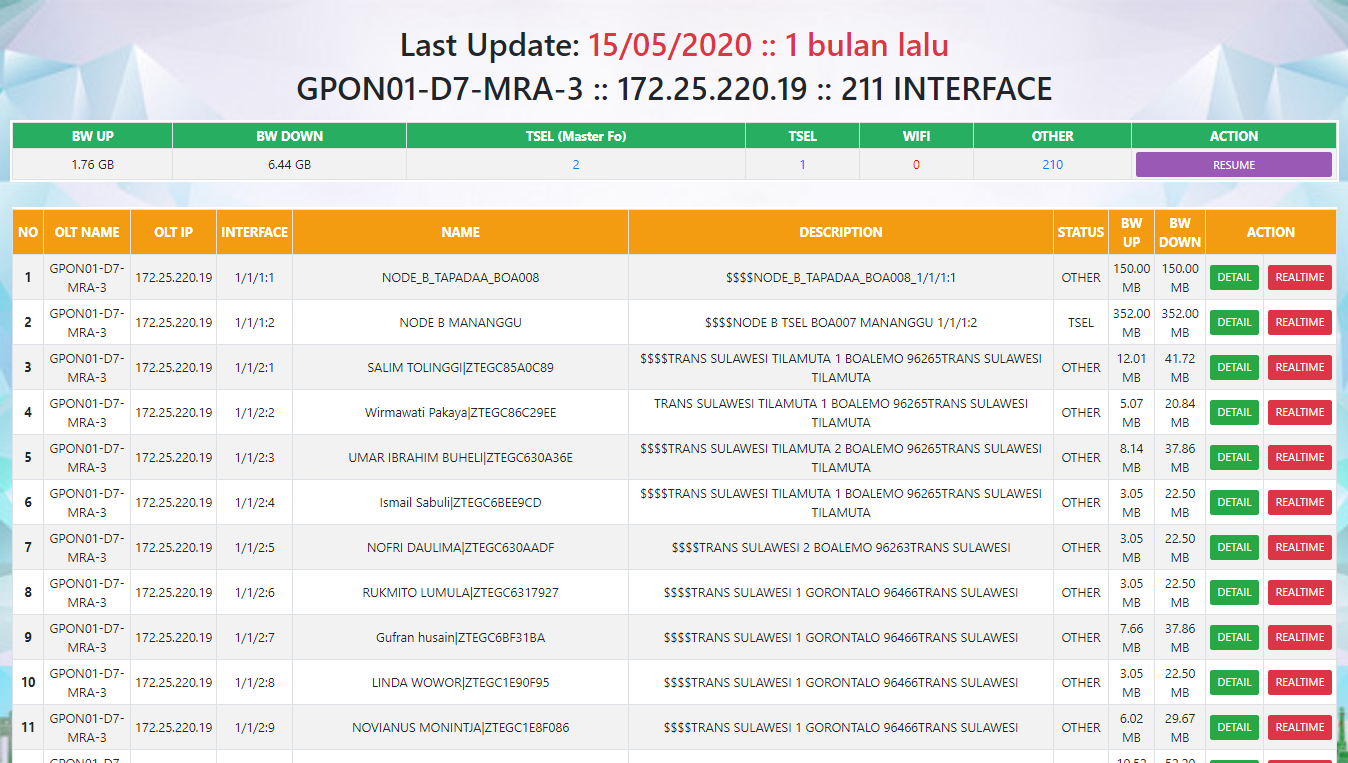 Last Update: 15/05/2020 :: 1 bulan lalu
GPON01-D7-MRA-3 :: 172.25.220.19 :: 211 INTERFACE
BW UP BW DOWN TSEL (Master Fo) TSEL WIFI OTHER ACTION
1.76 GB 6.44 GB 2 1 0 210 RESUME
NO OLT NAME OLT IP INTERFACE NAME DESCRIPTION STATUS BW UP BW DOWN ACTION
1 GPON01-D7-MRA-3 172.25.220.19 1/1/1:1 NODE_B_TAPADAA_BOA008 $$$$NODE_B_TAPADAA_BOA008_1/1/1:1 OTHER 150.00 MB 150.00 MB DETAIL REALTIME
2 GPON01-D7-MRA-3 172.25.220.19 1/1/1:2 NODE B MANANGGU $$$$NODE B TSEL BOA007 MANANGGU 1/1/1:2 TSEL 352.00 MB 352.00 MB DETAIL REALTIME
3 GPON01-D7-MRA-3 172.25.220.19 1/1/2:1 SALIM TOLINGGI|ZTEGC85A0C89 $$$$TRANS SULAWESI TILAMUTA 1 BOALEMO 96265TRANS SULAWESI TILAMUTA OTHER 12.01 MB 41.72 MB DETAIL REALTIME
4 GPON01-D7-MRA-3 172.25.220.19 1/1/2:2 Wirmawati Pakaya|ZTEGC86C29EE TRANS SULAWESI TILAMUTA 1 BOALEMO 96265TRANS SULAWESI TILAMUTA OTHER 5.07 MB 20.84 MB DETAIL REALTIME
5 GPON01-D7-MRA-3 172.25.220.19 1/1/2:3 UMAR IBRAHIM BUHELI|ZTEGC630A36E $$$$TRANS SULAWESI TILAMUTA 2 BOALEMO 96265TRANS SULAWESI TILAMUTA OTHER 8.14 MB 37.86 MB DETAIL REALTIME
6 GPON01-D7-MRA-3 172.25.220.19 1/1/2:4 Ismail Sabuli|ZTEGC6BEE9CD $$$$TRANS SULAWESI TILAMUTA 1 BOALEMO 96265TRANS SULAWESI TILAMUTA OTHER 3.05 MB 22.50 MB DETAIL REALTIME
7 GPON01-D7-MRA-3 172.25.220.19 1/1/2:5 NOFRI DAULIMA|ZTEGC630AADF $$$$TRANS SULAWESI 2 BOALEMO 96263TRANS SULAWESI OTHER 3.05 MB 22.50 MB DETAIL REALTIME
8 GPON01-D7-MRA-3 172.25.220.19 1/1/2:6 RUKMITO LUMULA|ZTEGC6317927 $$$$TRANS SULAWESI 1 GORONTALO 96466TRANS SULAWESI OTHER 3.05 MB 22.50 MB DETAIL REALTIME
9 GPON01-D7-MRA-3 172.25.220.19 1/1/2:7 Gufran husain|ZTEGC6BF31BA $$$$TRANS SULAWESI 1 GORONTALO 96466TRANS SULAWESI OTHER 7.66 MB 37.86 MB DETAIL REALTIME
10 GPON01-D7-MRA-3 172.25.220.19 1/1/2:8 LINDA WOWOR|ZTEGC1E90F95 $$$$TRANS SULAWESI 1 GORONTALO 96466TRANS SULAWESI OTHER 3.05 MB 22.50 MB DETAIL REALTIME
11 GPON01-D7-MRA-3 172.25.220.19 1/1/2:9 NOVIANUS MONINTJA|ZTEGC1E8F086 $$$$TRANS SULAWESI 1 GORONTALO 96466TRANS SULAWESI OTHER 6.02 MB 29.67 MB DETAIL REALTIME